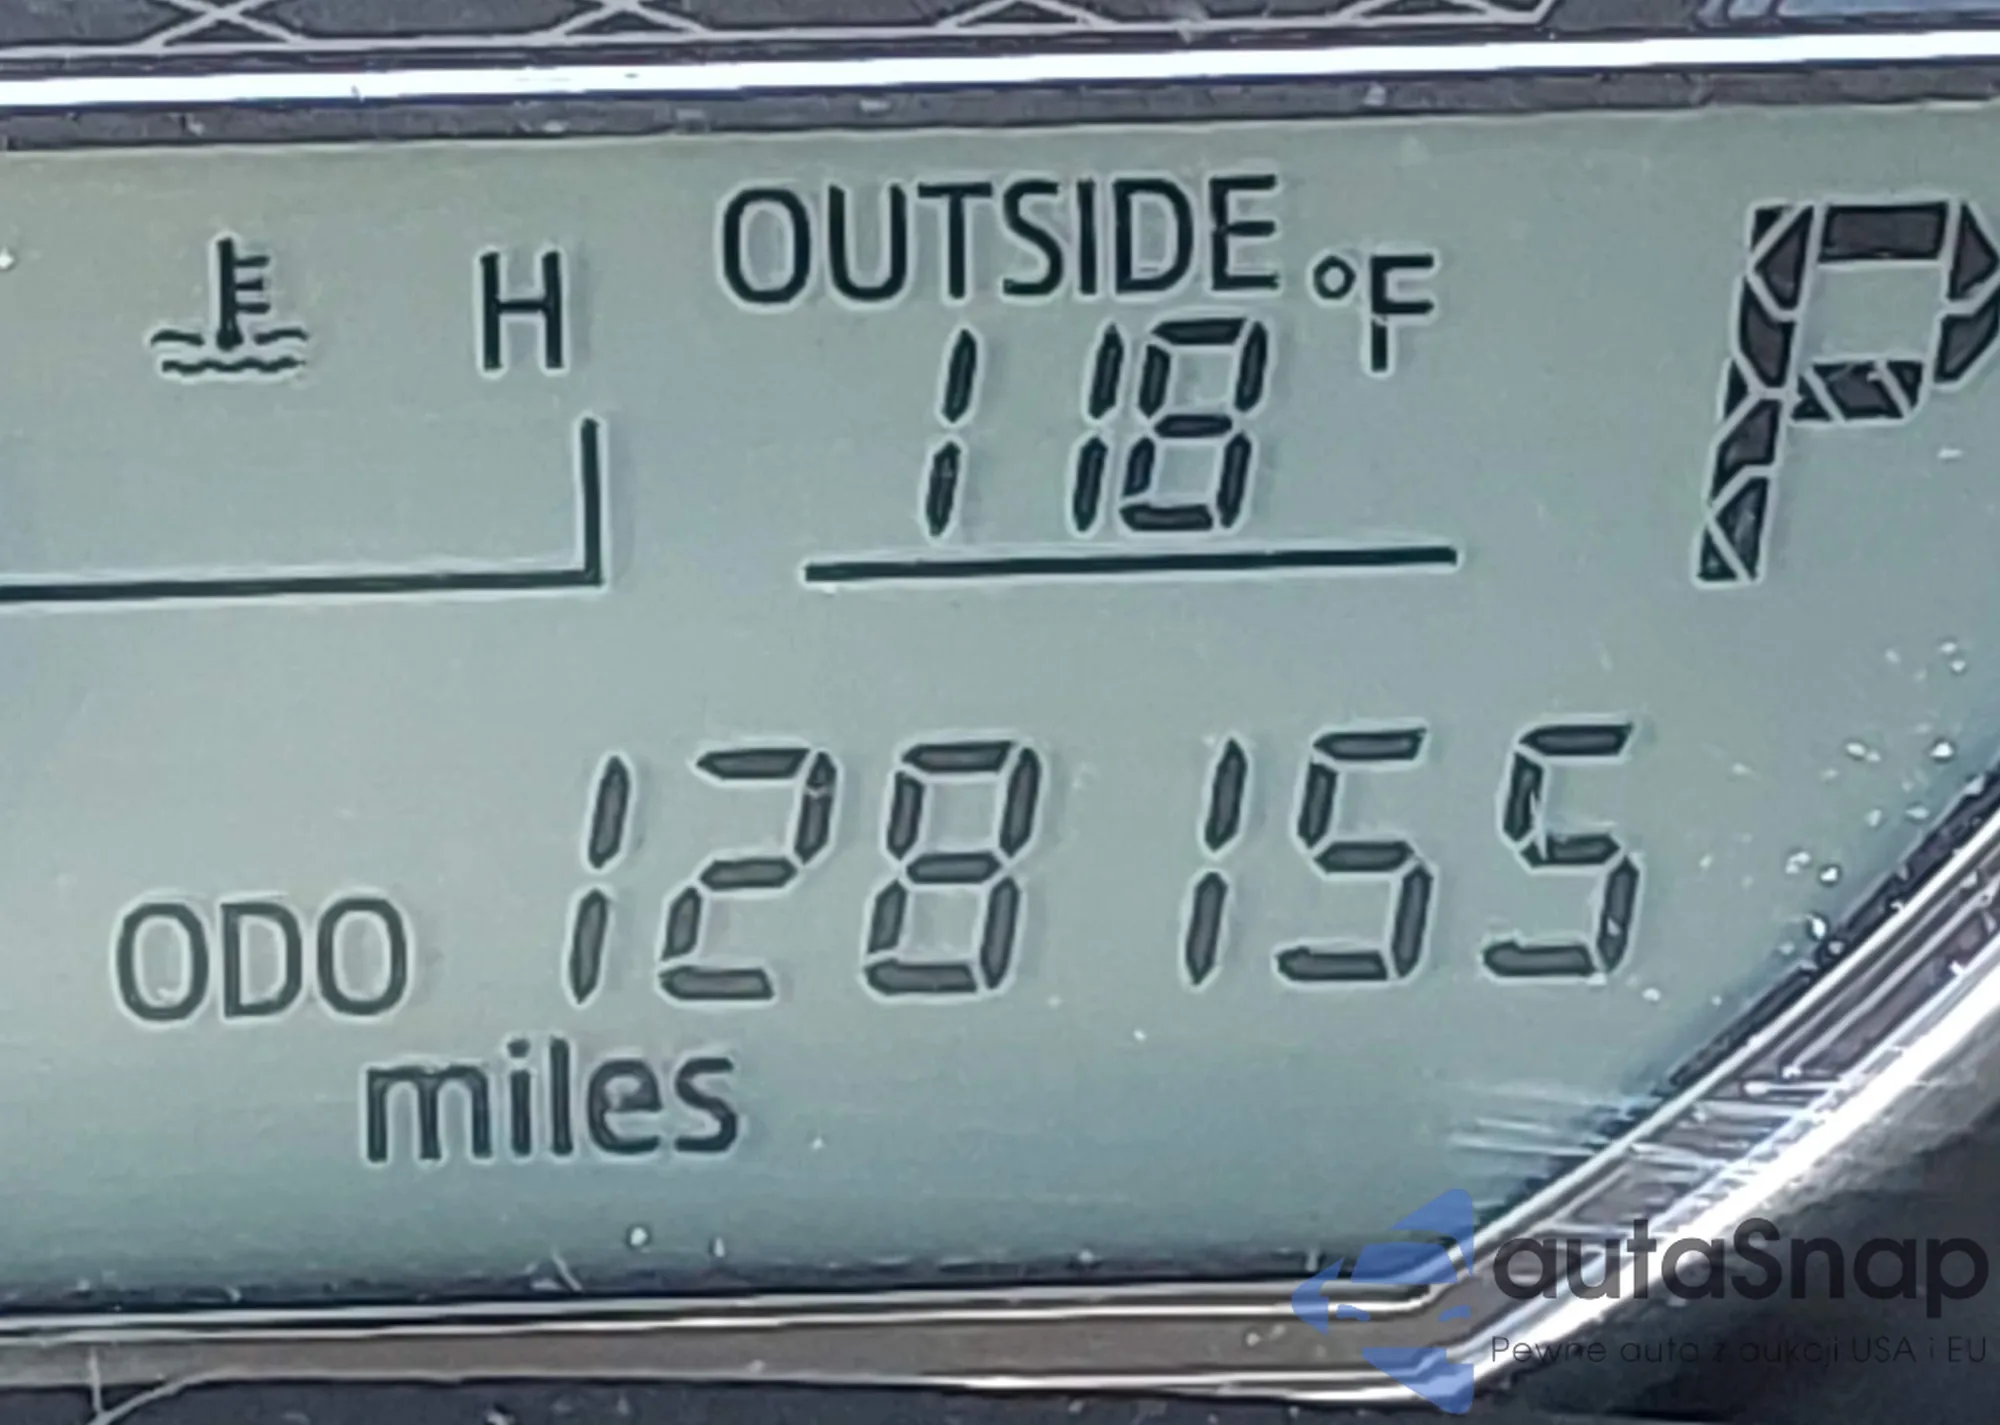 OUTSIDE °F
H
118
P
ODO 128155
miles
autaSnap
Pewne auta z aukcji USA i EU